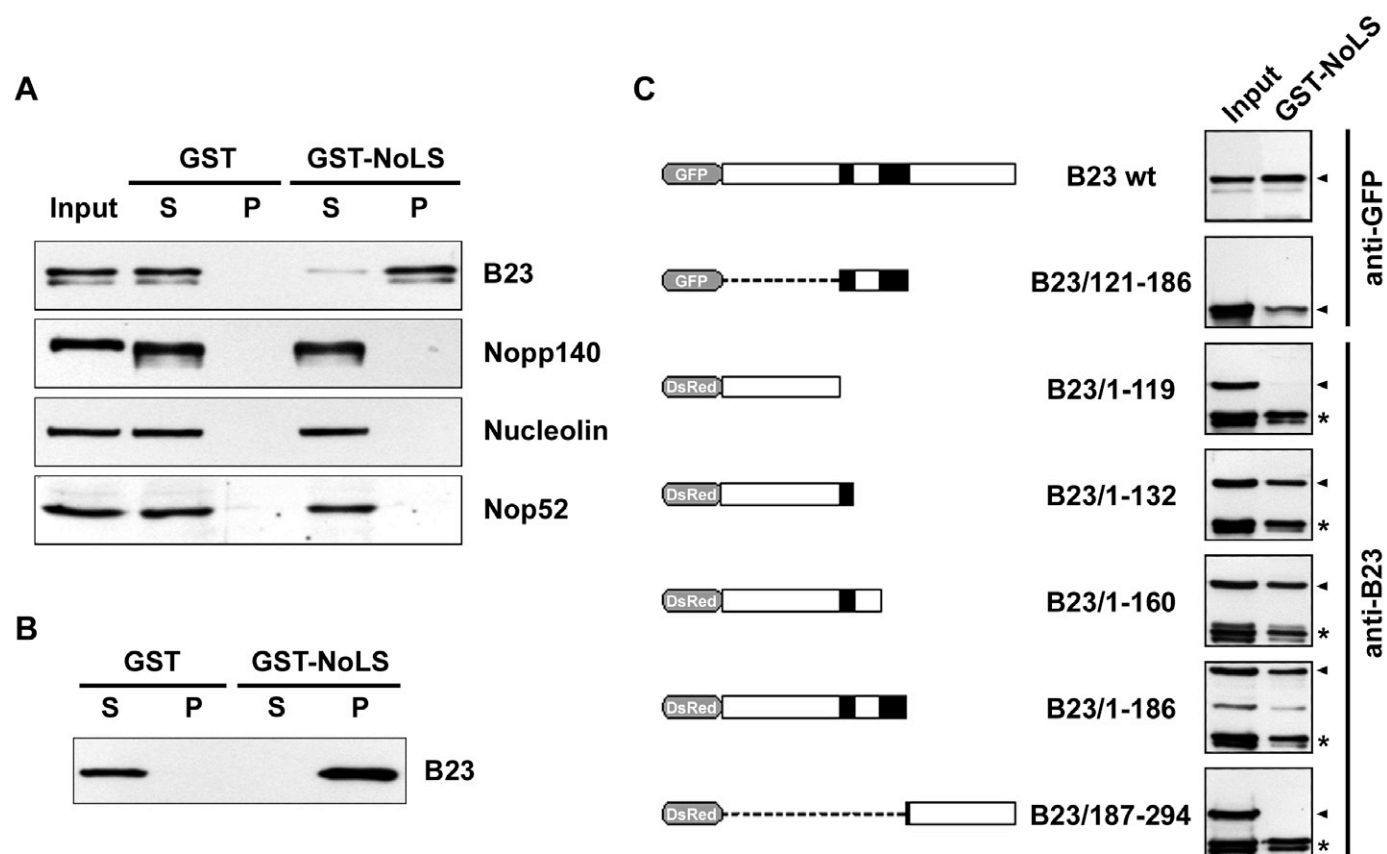 A
GST GST-NoLS
Input S P S P
B23
Nopp140
Nucleolin
Nop52
B
GST GST-NoLS
S P S P
B23
C
Input GST-NoLS
GFP B23 wt
GFP B23/121-186
DsRed B23/1-119
*
DsRed B23/1-132
*
DsRed B23/1-160
*
DsRed B23/1-186
*
DsRed B23/187-294
*
anti-GFP
anti-B23